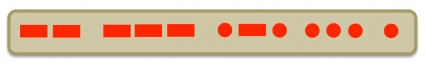 -- --- .-. ... .